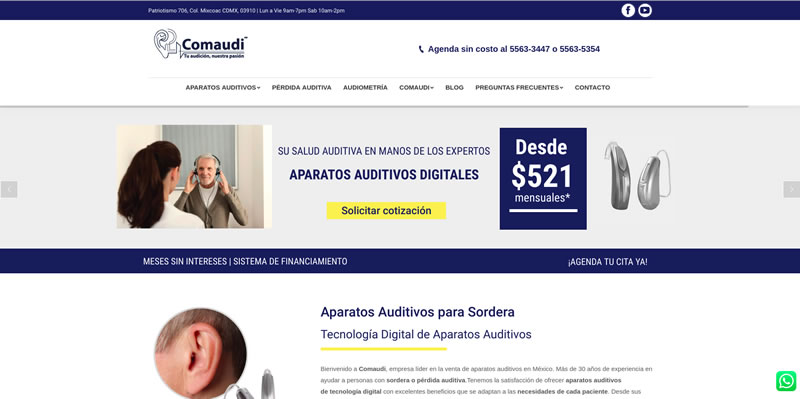 Patriotismo 706, Col. Mixcoac CDMX, 03910 | Lun a Vie 9am-7pm Sab 10am-2pm
Comaudi
Tu audición, nuestra pasión
Agenda sin costo al 5563-3447 o 5563-5354
APARATOS AUDITIVOS PÉRDIDA AUDITIVA AUDIOMETRÍA COMAUDI BLOG PREGUNTAS FRECUENTES CONTACTO
SU SALUD AUDITIVA EN MANOS DE LOS EXPERTOS
APARATOS AUDITIVOS DIGITALES
Solicitar cotización
Desde
$521
mensuales*
MESES SIN INTERESES | SISTEMA DE FINANCIAMIENTO
¡AGENDA TU CITA YA!
Aparatos Auditivos para Sordera
Tecnología Digital de Aparatos Auditivos
Bienvenido a Comaudi, empresa líder en la venta de aparatos auditivos en México. Más de 30 años de experiencia en
ayudar a personas con sordera o pérdida auditiva.Tenemos la satisfacción de ofrecer aparatos auditivos
de tecnología digital con excelentes beneficios que se adaptan a las necesidades de cada paciente. Desde sus